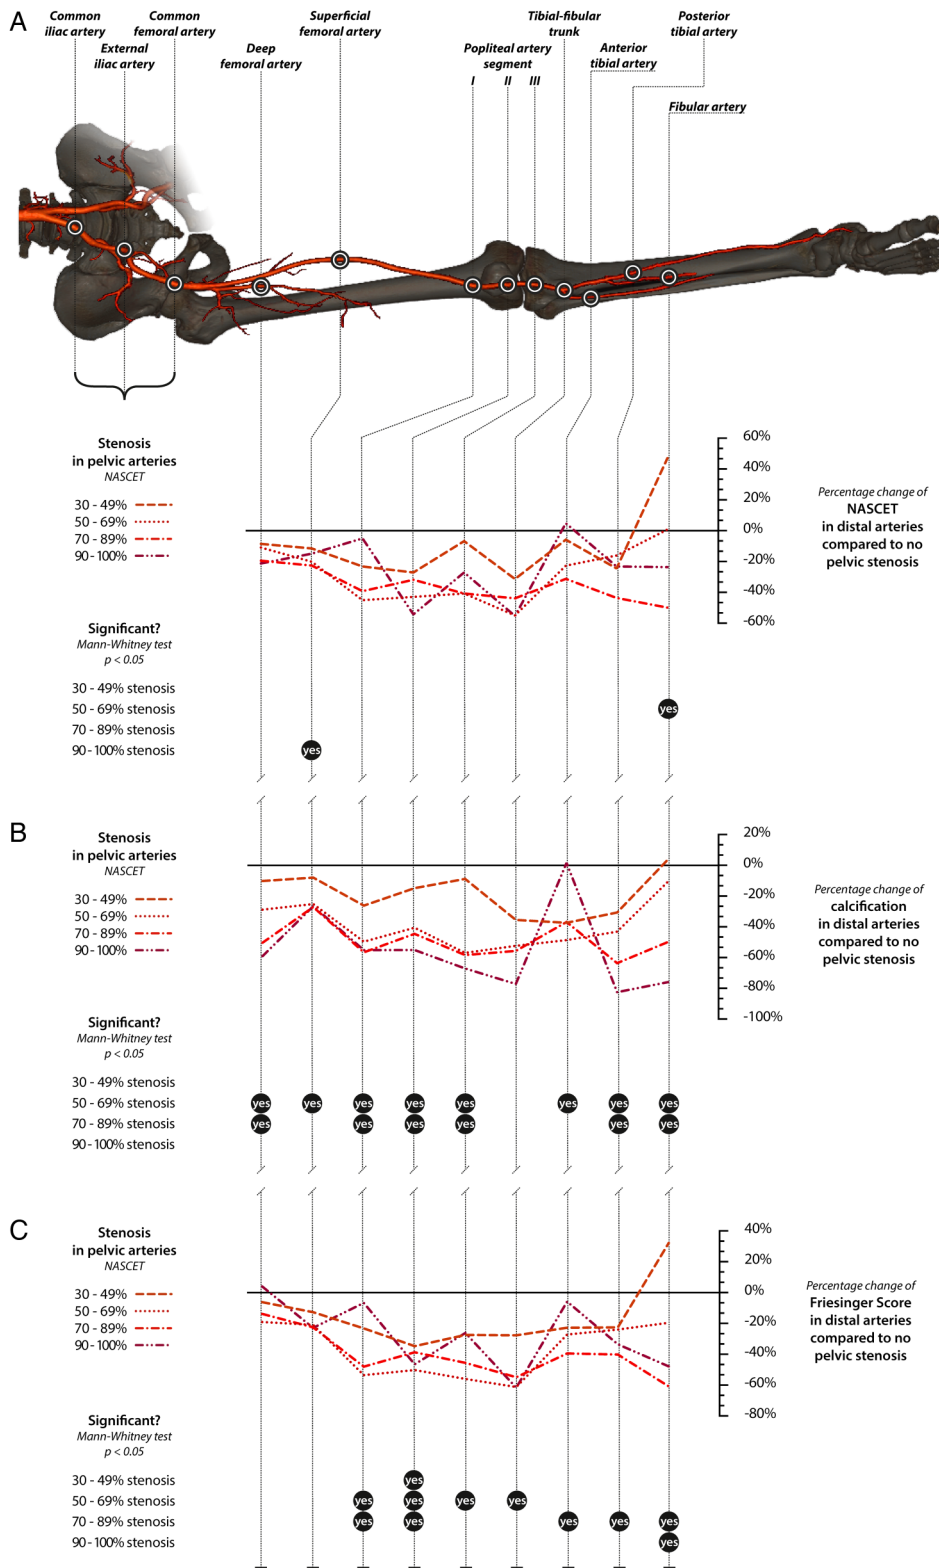 A
Common
iliac artery
External
iliac artery
Common
femoral artery
Deep
femoral artery
Superficial
femoral artery
Popliteal artery
segment
I II III
Tibial-fibular
trunk
Anterior
tibial artery
Posterior
tibial artery
Fibular artery
Stenosis
in pelvic arteries
NASCET
30 - 49%
50 - 69%
70 - 89%
90 - 100%
60%
40%
20%
0%
-20%
-40%
-60%
Percentage change of
NASCET
in distal arteries
compared to no
pelvic stenosis
Significant?
Mann-Whitney test
p < 0.05
30 - 49% stenosis
50 - 69% stenosis yes
70 - 89% stenosis
90 - 100% stenosis yes
B
Stenosis
in pelvic arteries
NASCET
30 - 49%
50 - 69%
70 - 89%
90 - 100%
20%
0%
-20%
-40%
-60%
-80%
-100%
Percentage change of
calcification
in distal arteries
compared to no
pelvic stenosis
Significant?
Mann-Whitney test
p < 0.05
30 - 49% stenosis
50 - 69% stenosis yes yes yes yes yes yes yes yes
70 - 89% stenosis yes yes yes yes yes yes
90 - 100% stenosis
C
Stenosis
in pelvic arteries
NASCET
30 - 49%
50 - 69%
70 - 89%
90 - 100%
40%
20%
0%
-20%
-40%
-60%
-80%
Percentage change of
Friesinger Score
in distal arteries
compared to no
pelvic stenosis
Significant?
Mann-Whitney test
p < 0.05
30 - 49% stenosis yes
50 - 69% stenosis yes yes yes yes
70 - 89% stenosis yes yes yes yes yes
90 - 100% stenosis yes